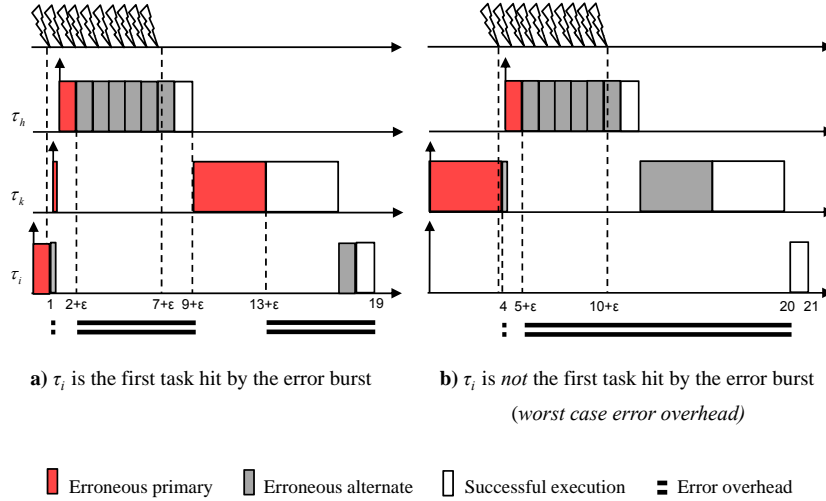 τh
τk
τi
1 2+ε 7+ε 9+ε 13+ε 19
4 5+ε 10+ε 20 21
a) τi is the first task hit by the error burst
b) τi is not the first task hit by the error burst
(worst case error overhead)
Erroneous primary
Erroneous alternate
Successful execution
Error overhead